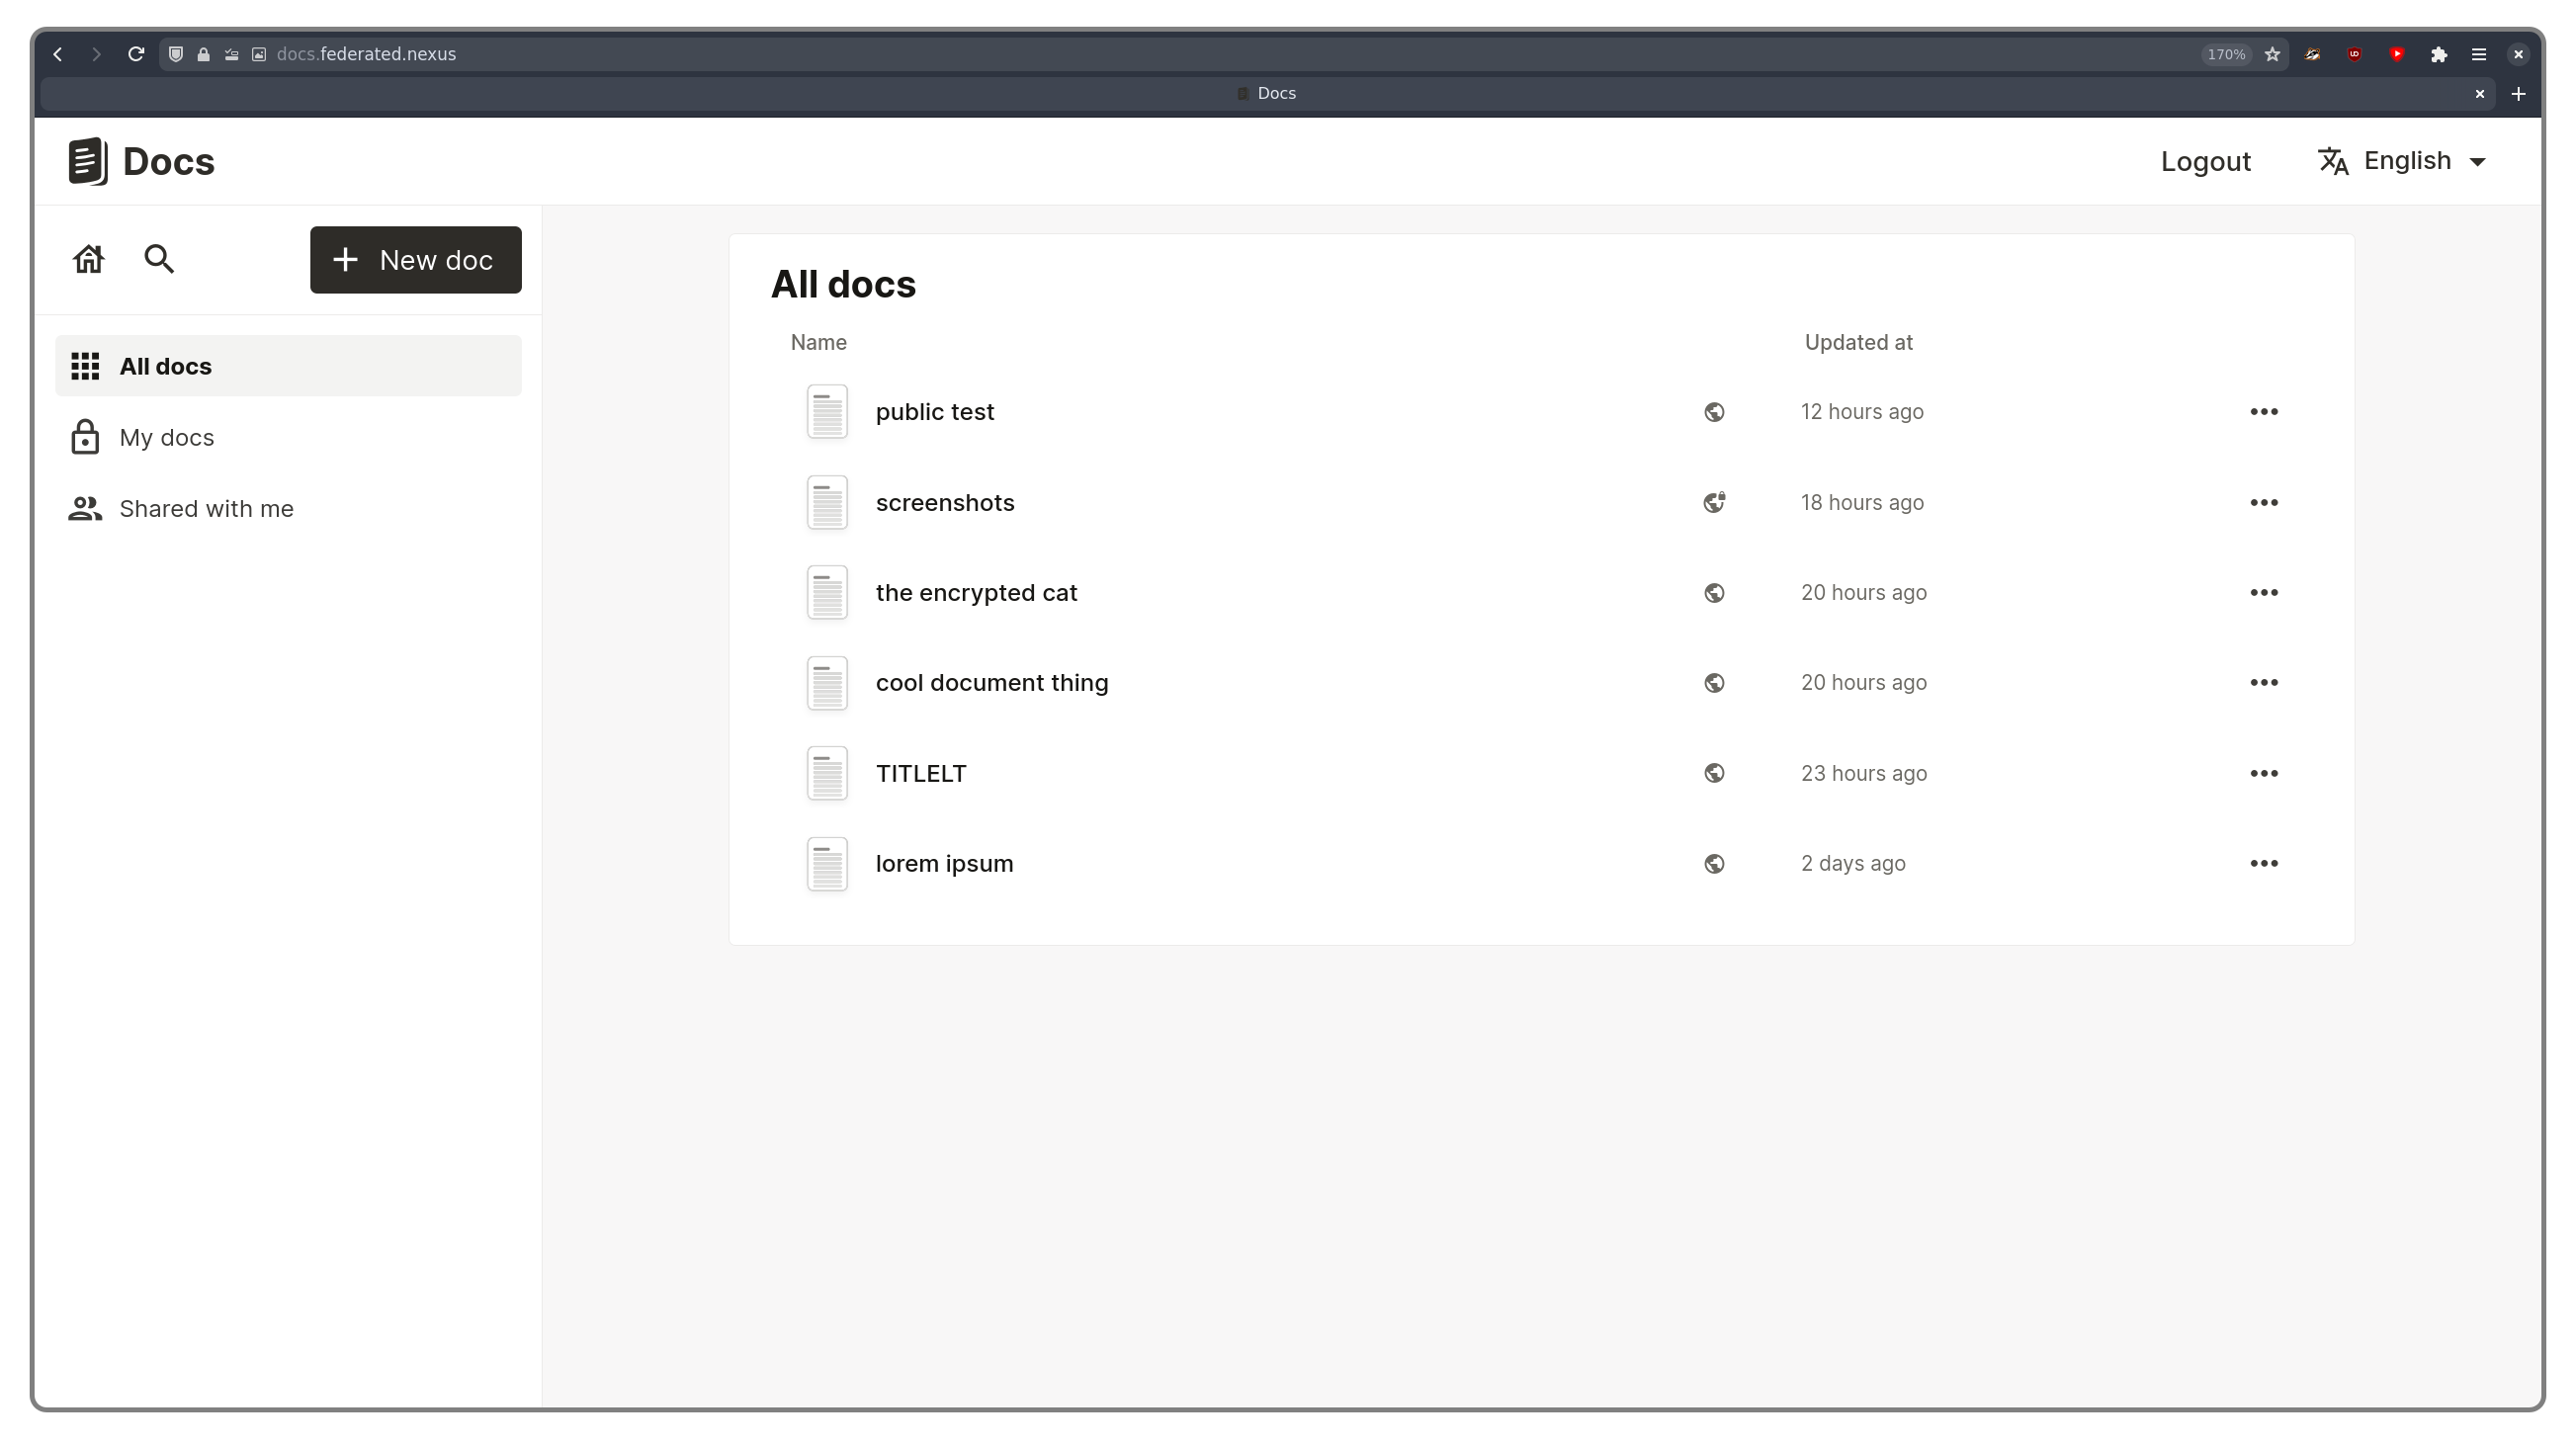 docs.federated.nexus
170%
Docs
Docs
Logout
English
New doc
All docs
My docs
Shared with me
All docs
Name Updated at
public test 12 hours ago
screenshots 18 hours ago
the encrypted cat 20 hours ago
cool document thing 20 hours ago
TITLELT 23 hours ago
lorem ipsum 2 days ago